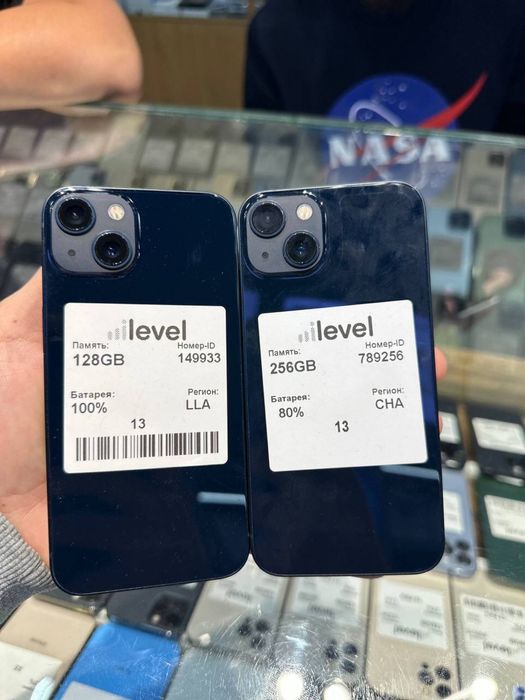 NASA
level
Память: Номер-ID
128GB 149933
Батарея: Регион:
100% LLA
13
level
Память: Номер-ID
256GB 789256
Батарея: Регион:
80% CHA
13